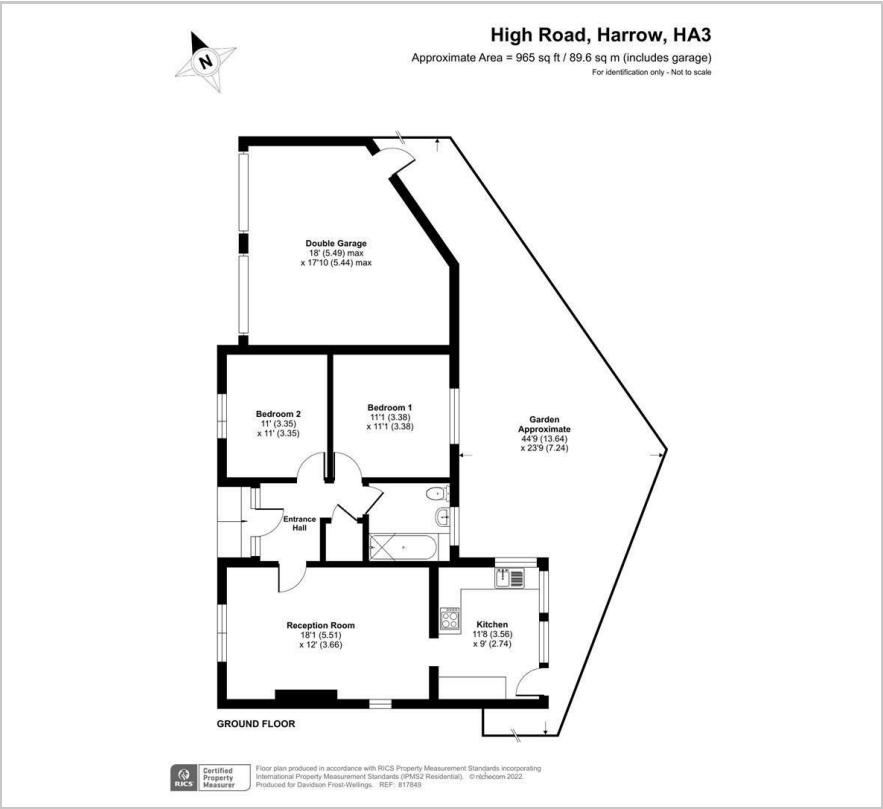 High Road, Harrow, HA3
Approximate Area = 965 sq ft / 89.6 sq m (includes garage)
For identification only - Not to scale
N
Double Garage
18' (5.49) max
x 17'10 (5.44) max
Bedroom 2
11' (3.35)
x 11' (3.35)
Bedroom 1
11'1 (3.38)
x 11'1 (3.38)
Garden
Approximate
44'9 (13.64)
x 23'9 (7.24)
Entrance
Hall
Reception Room
18'1 (5.51)
x 12' (3.66)
Kitchen
11'8 (3.56)
x 9' (2.74)
GROUND FLOOR
RICS
Certified
Property
Measurer
Floor plan produced in accordance with RICS Property Measurement Standards incorporating
International Property Measurement Standards (IPMS2 Residential). © nichecom 2022.
Produced for Davidson Frost-Wellings. REF: 817849